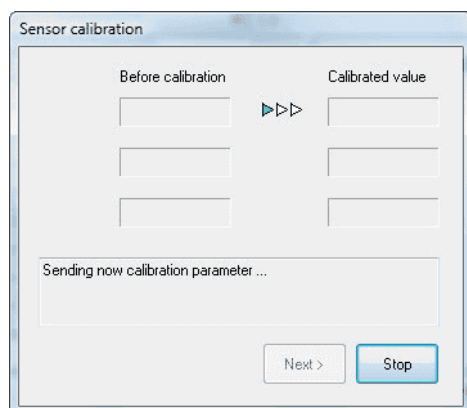 Sensor calibration
Before calibration Calibrated value
Sending now calibration parameter ...
Next > Stop